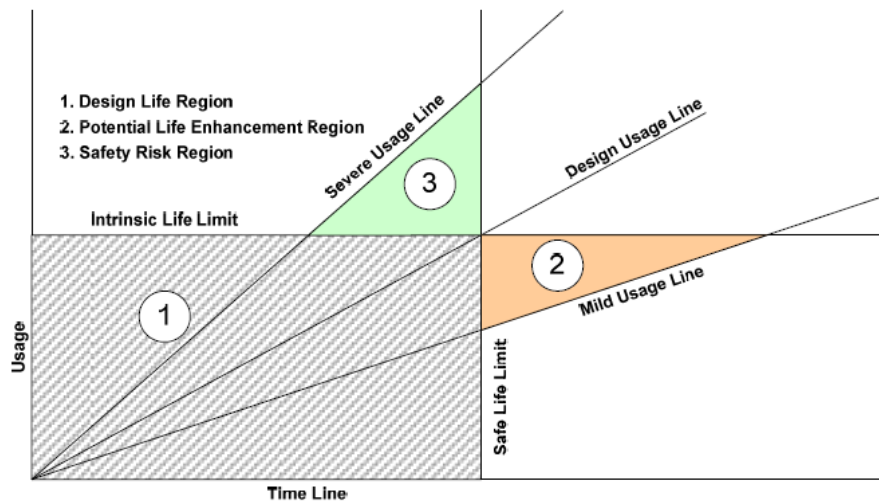 1. Design Life Region
2. Potential Life Enhancement Region
3. Safety Risk Region
Severe Usage Line
Design Usage Line
3
Intrinsic Life Limit
2
1
Mild Usage Line
Usage
Safe Life Limit
Time Line